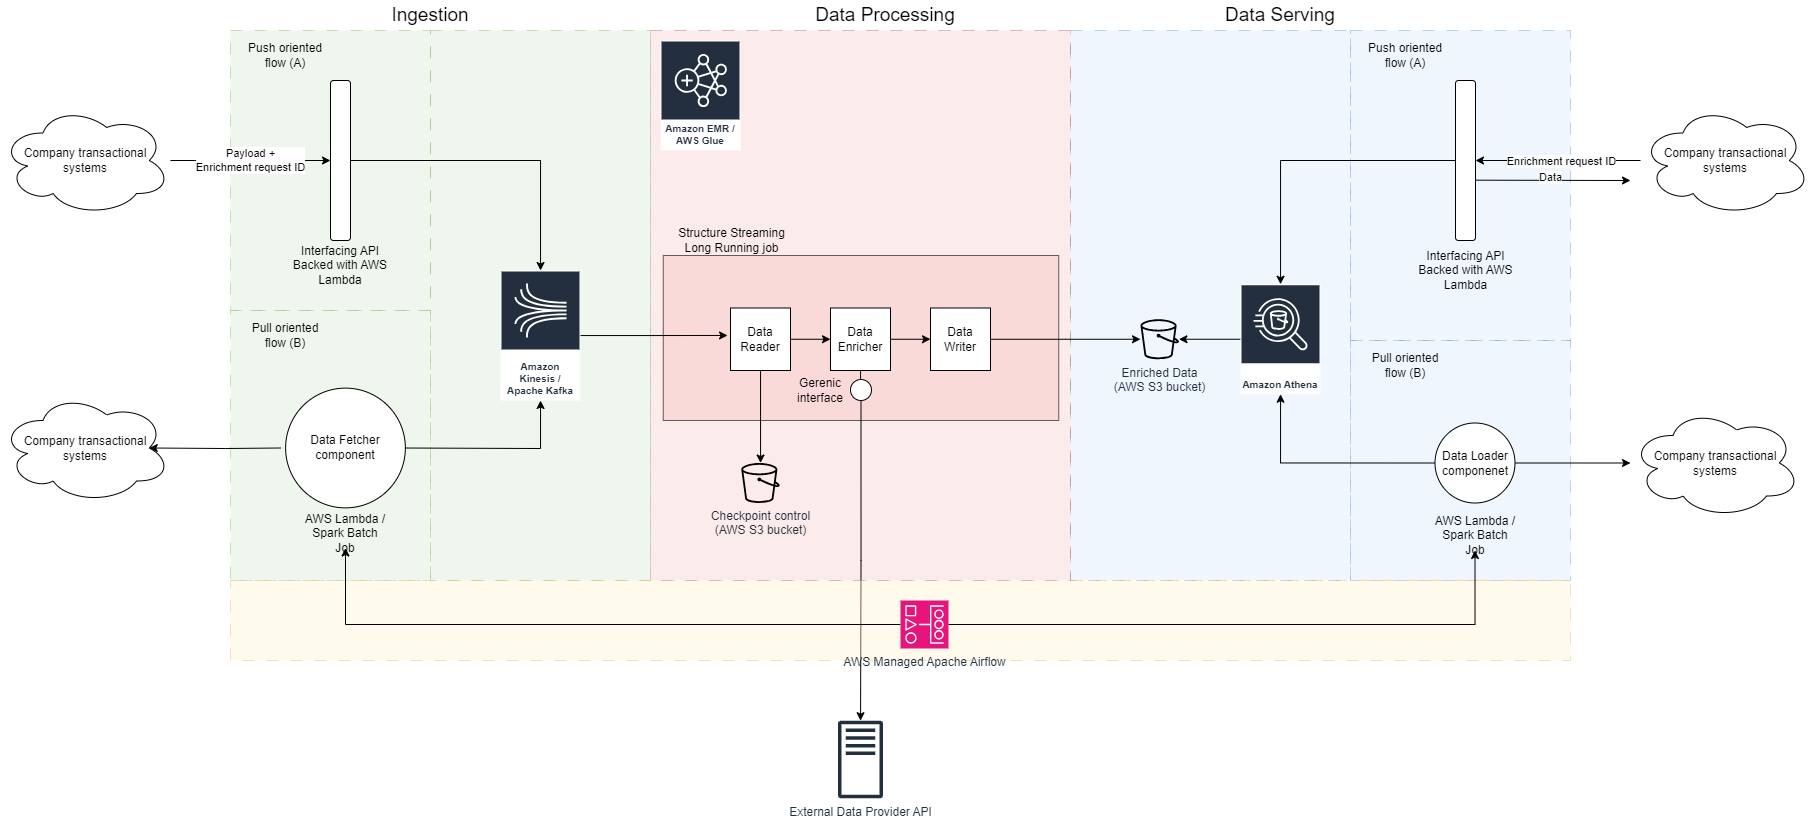 Ingestion
Data Processing
Data Serving
Push oriented
flow (A)
Company transactional
systems
Payload +
Enrichment request ID
Interfacing API
Backed with AWS
Lambda
Pull oriented
flow (B)
Company transactional
systems
Data Fetcher
component
AWS Lambda /
Spark Batch
Job
Amazon
Kinesis /
Apache Kafka
Amazon EMR /
AWS Glue
Structure Streaming
Long Running job
Data
Reader
Data
Enricher
Data
Writer
Gerenic
interface
Checkpoint control
(AWS S3 bucket)
Enriched Data
(AWS S3 bucket)
Amazon Athena
Push oriented
flow (A)
Enrichment request ID
Data
Company transactional
systems
Interfacing API
Backed with AWS
Lambda
Pull oriented
flow (B)
Data Loader
componenet
Company transactional
systems
AWS Lambda /
Spark Batch
Job
AWS Managed Apache Airflow
External Data Provider API